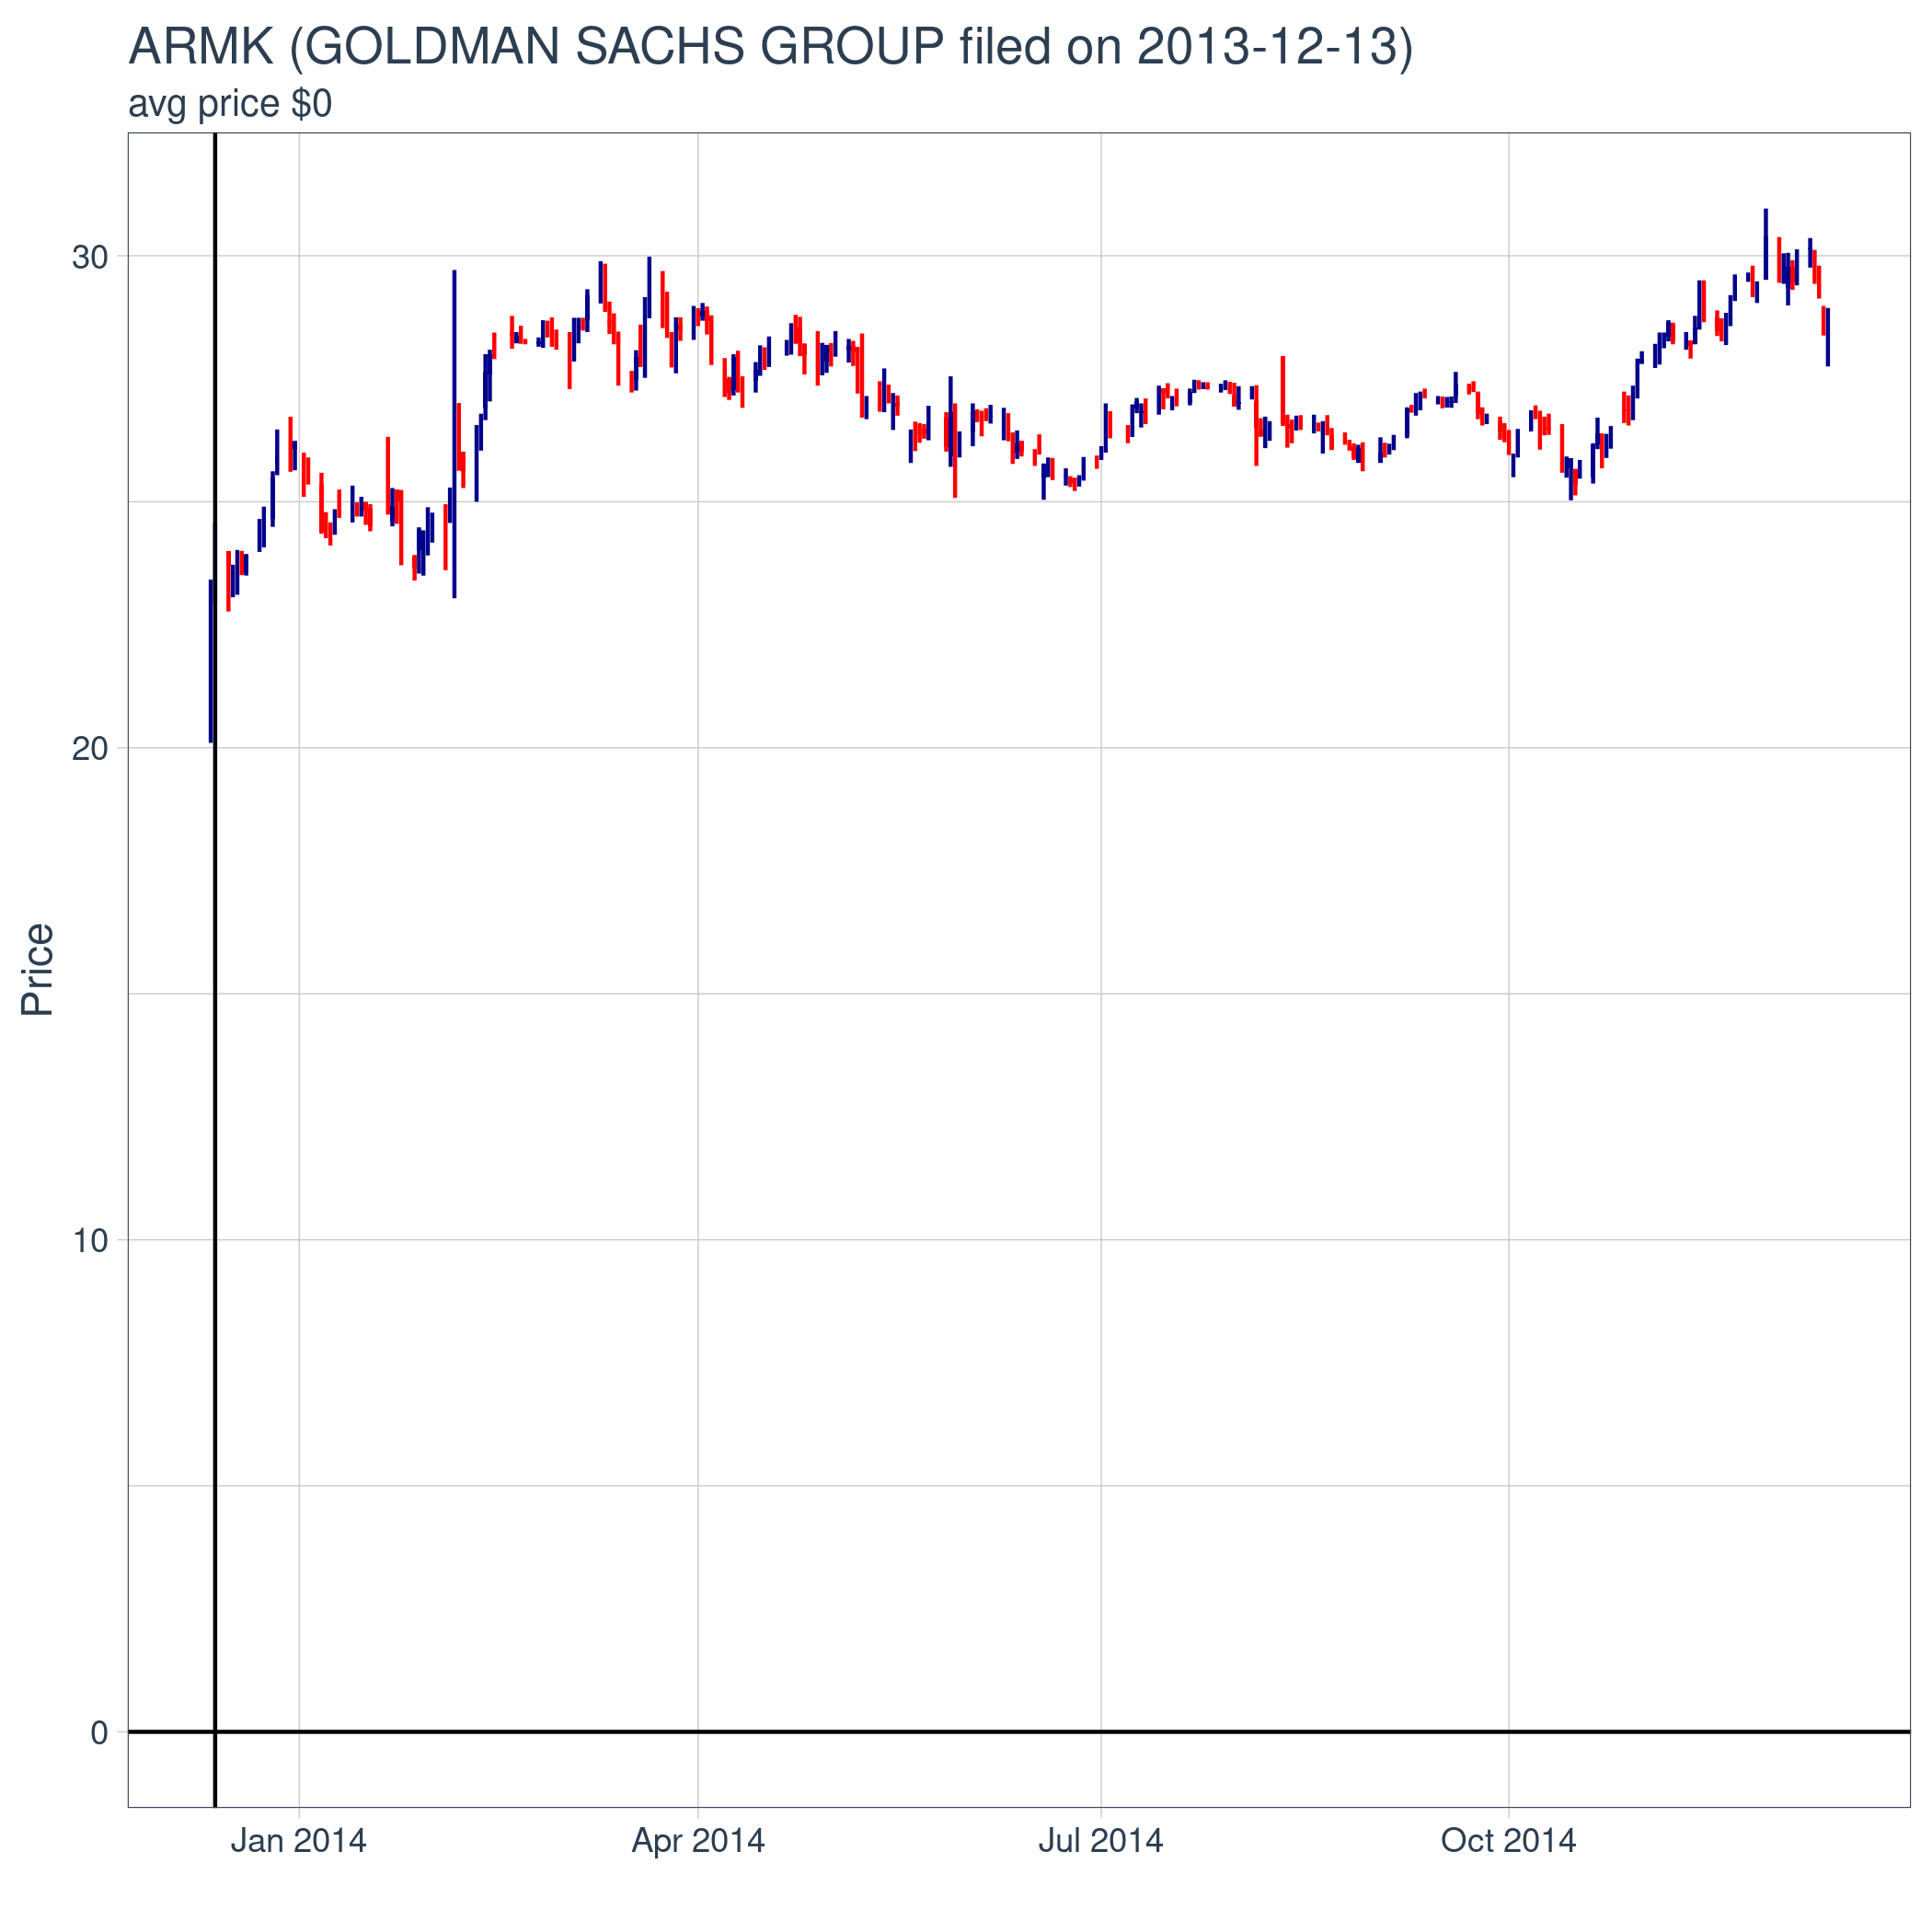 ARMK (GOLDMAN SACHS GROUP filed on 2013-12-13)
avg price $0
30
20
10
0
Price
Jan 2014
Apr 2014
Jul 2014
Oct 2014